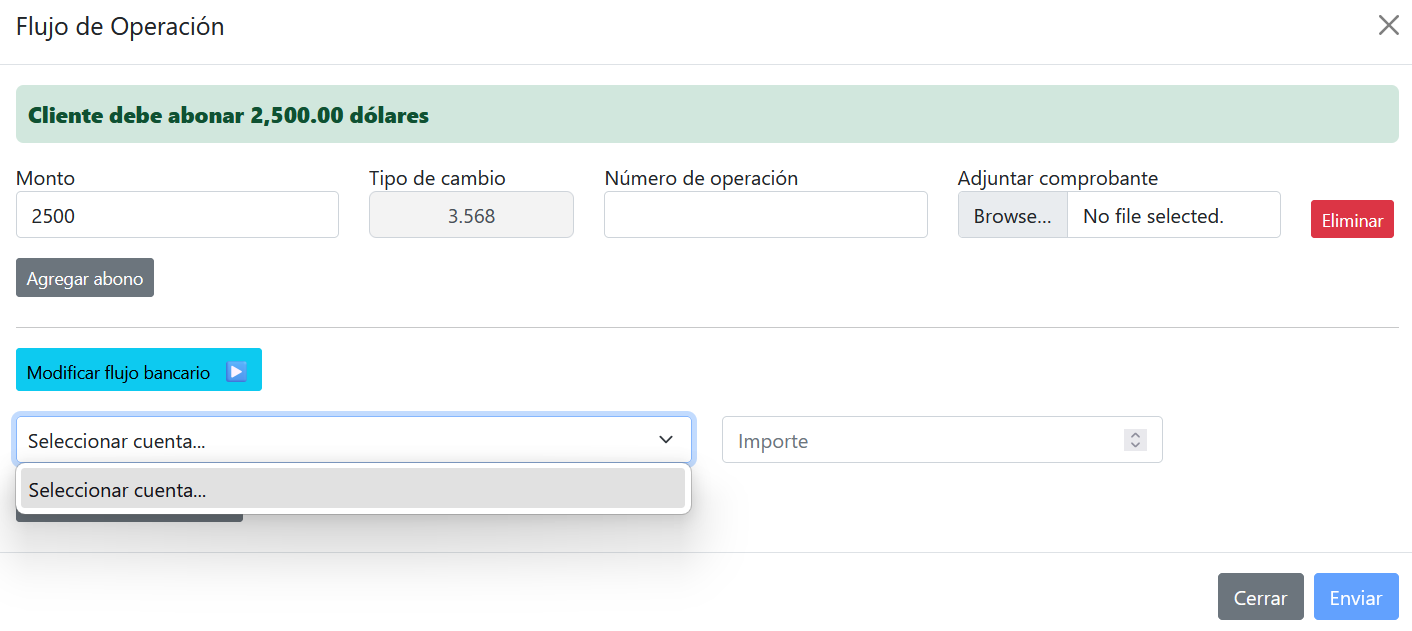 Flujo de Operación
Cliente debe abonar 2,500.00 dólares
Monto Tipo de cambio Número de operación Adjuntar comprobante
2500 3.568 Browse... No file selected. Eliminar
Agregar abono
Modificar flujo bancario
Seleccionar cuenta... Importe
Seleccionar cuenta...
Cerrar Enviar